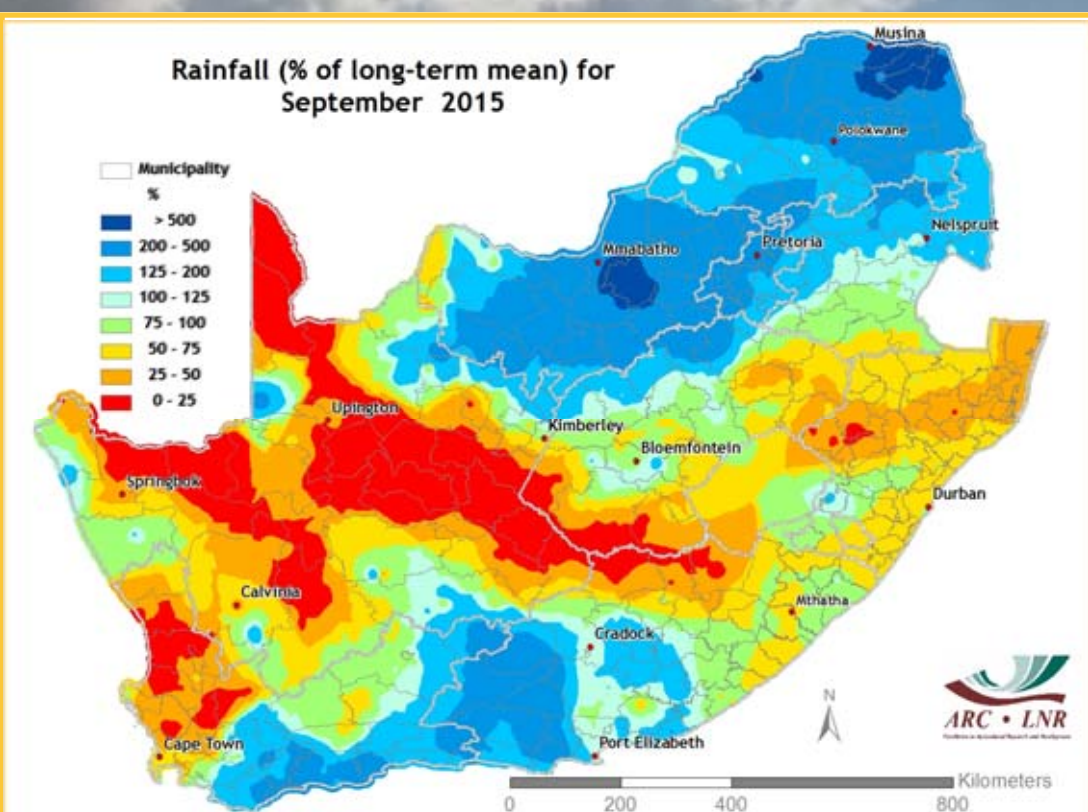 Rainfall (% of long-term mean) for
September 2015
Municipality
%
> 500
200 - 500
125 - 200
100 - 125
75 - 100
50 - 75
25 - 50
0 - 25
Musina
Polokwane
Nelspruit
Mmabatho
Pretoria
Upington
Kimberley
Bloemfontein
Springbok
Durban
Calvinia
Mthatha
Cradock
Cape Town
Port Elizabeth
N
ARC • LNR
Kilometers
0 200 400 800